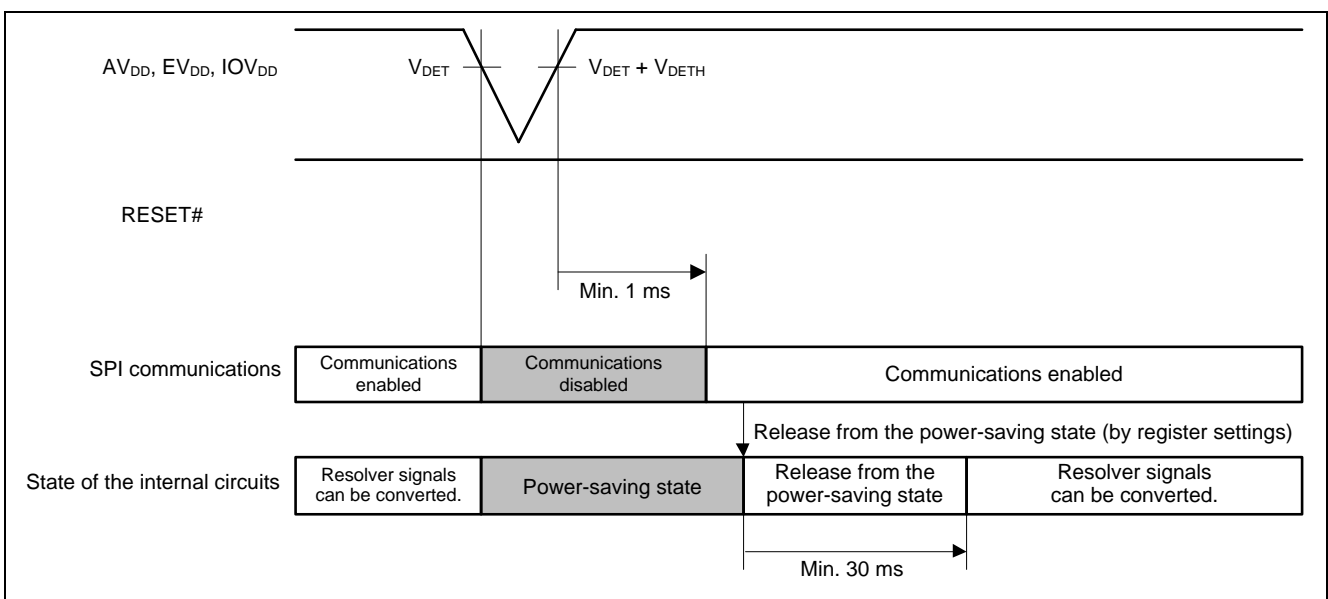 AVDD, EVDD, IOVDD
VDET
VDET + VDETH
RESET#
Min. 1 ms
SPI communications
Communications
enabled
Communications
disabled
Communications enabled
Release from the power-saving state (by register settings)
State of the internal circuits
Resolver signals
can be converted.
Power-saving state
Release from the
power-saving state
Resolver signals
can be converted.
Min. 30 ms